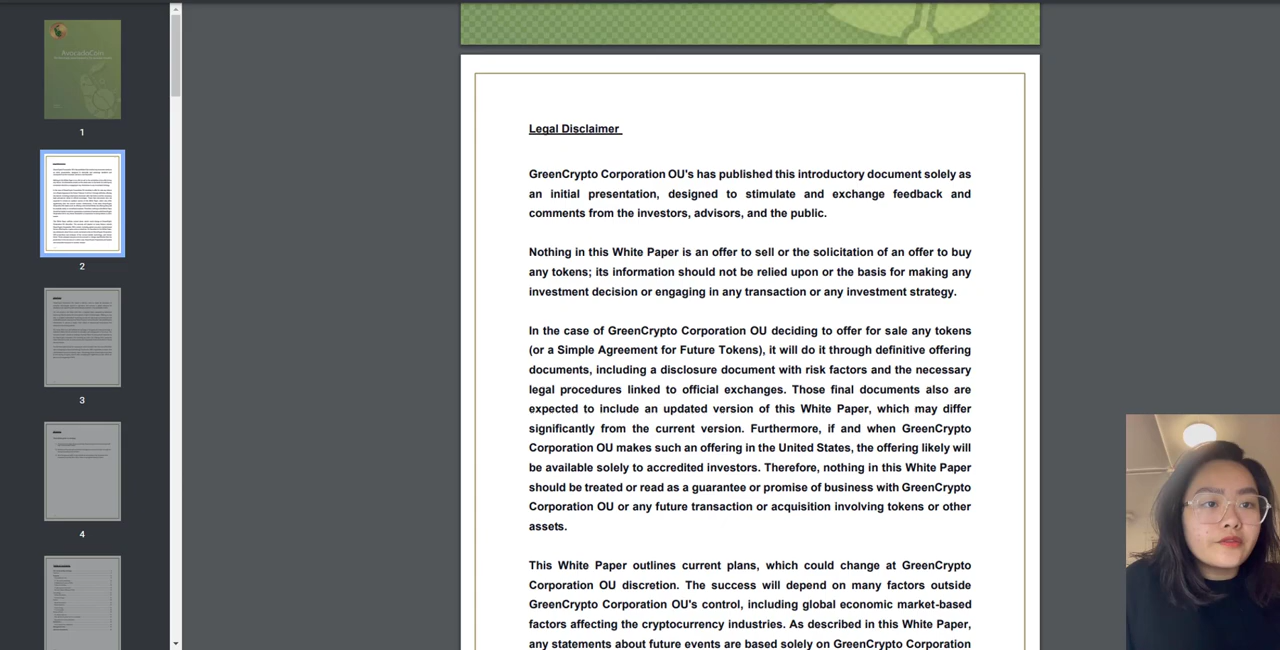 AvocadoCoin
1
2
3
4
Legal Disclaimer
GreenCrypto Corporation OU's has published this introductory document solely as
an initial presentation, designed to stimulate and exchange feedback and
comments from the investors, advisors, and the public.
Nothing in this White Paper is an offer to sell or the solicitation of an offer to buy
any tokens; its information should not be relied upon or the basis for making any
investment decision or engaging in any transaction or any investment strategy.
In the case of GreenCrypto Corporation OU deciding to offer for sale any tokens
(or a Simple Agreement for Future Tokens), it will do it through definitive offering
documents, including a disclosure document with risk factors and the necessary
legal procedures linked to official exchanges. Those final documents also are
expected to include an updated version of this White Paper, which may differ
significantly from the current version. Furthermore, if and when GreenCrypto
Corporation OU makes such an offering in the United States, the offering likely will
be available solely to accredited investors. Therefore, nothing in this White Paper
should be treated or read as a guarantee or promise of business with GreenCrypto
Corporation OU or any future transaction or acquisition involving tokens or other
assets.
This White Paper outlines current plans, which could change at GreenCrypto
Corporation OU discretion. The success will depend on many factors outside
GreenCrypto Corporation OU's control, including global economic market-based
factors affecting the cryptocurrency industries. As described in this White Paper,
any statements about future events are based solely on GreenCrypto Corporation